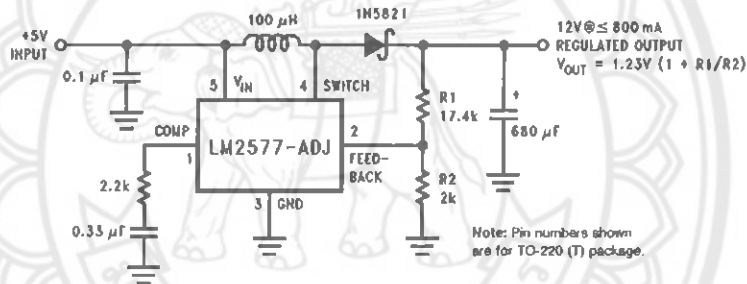 100 μH
1N5821
+5V
INPUT
12V@≤ 800 mA
REGULATED OUTPUT
VOUT = 1.23V (1 + R1/R2)
0.1 μF
5
VIN
4
SWITCH
R1
17.4k
+
680 μF
COMP
1
LM2577-ADJ
2
FEED-
BACK
2.2k
R2
2k
3
GND
0.33 μF
Note: Pin numbers shown
are for TO-220 (T) package.